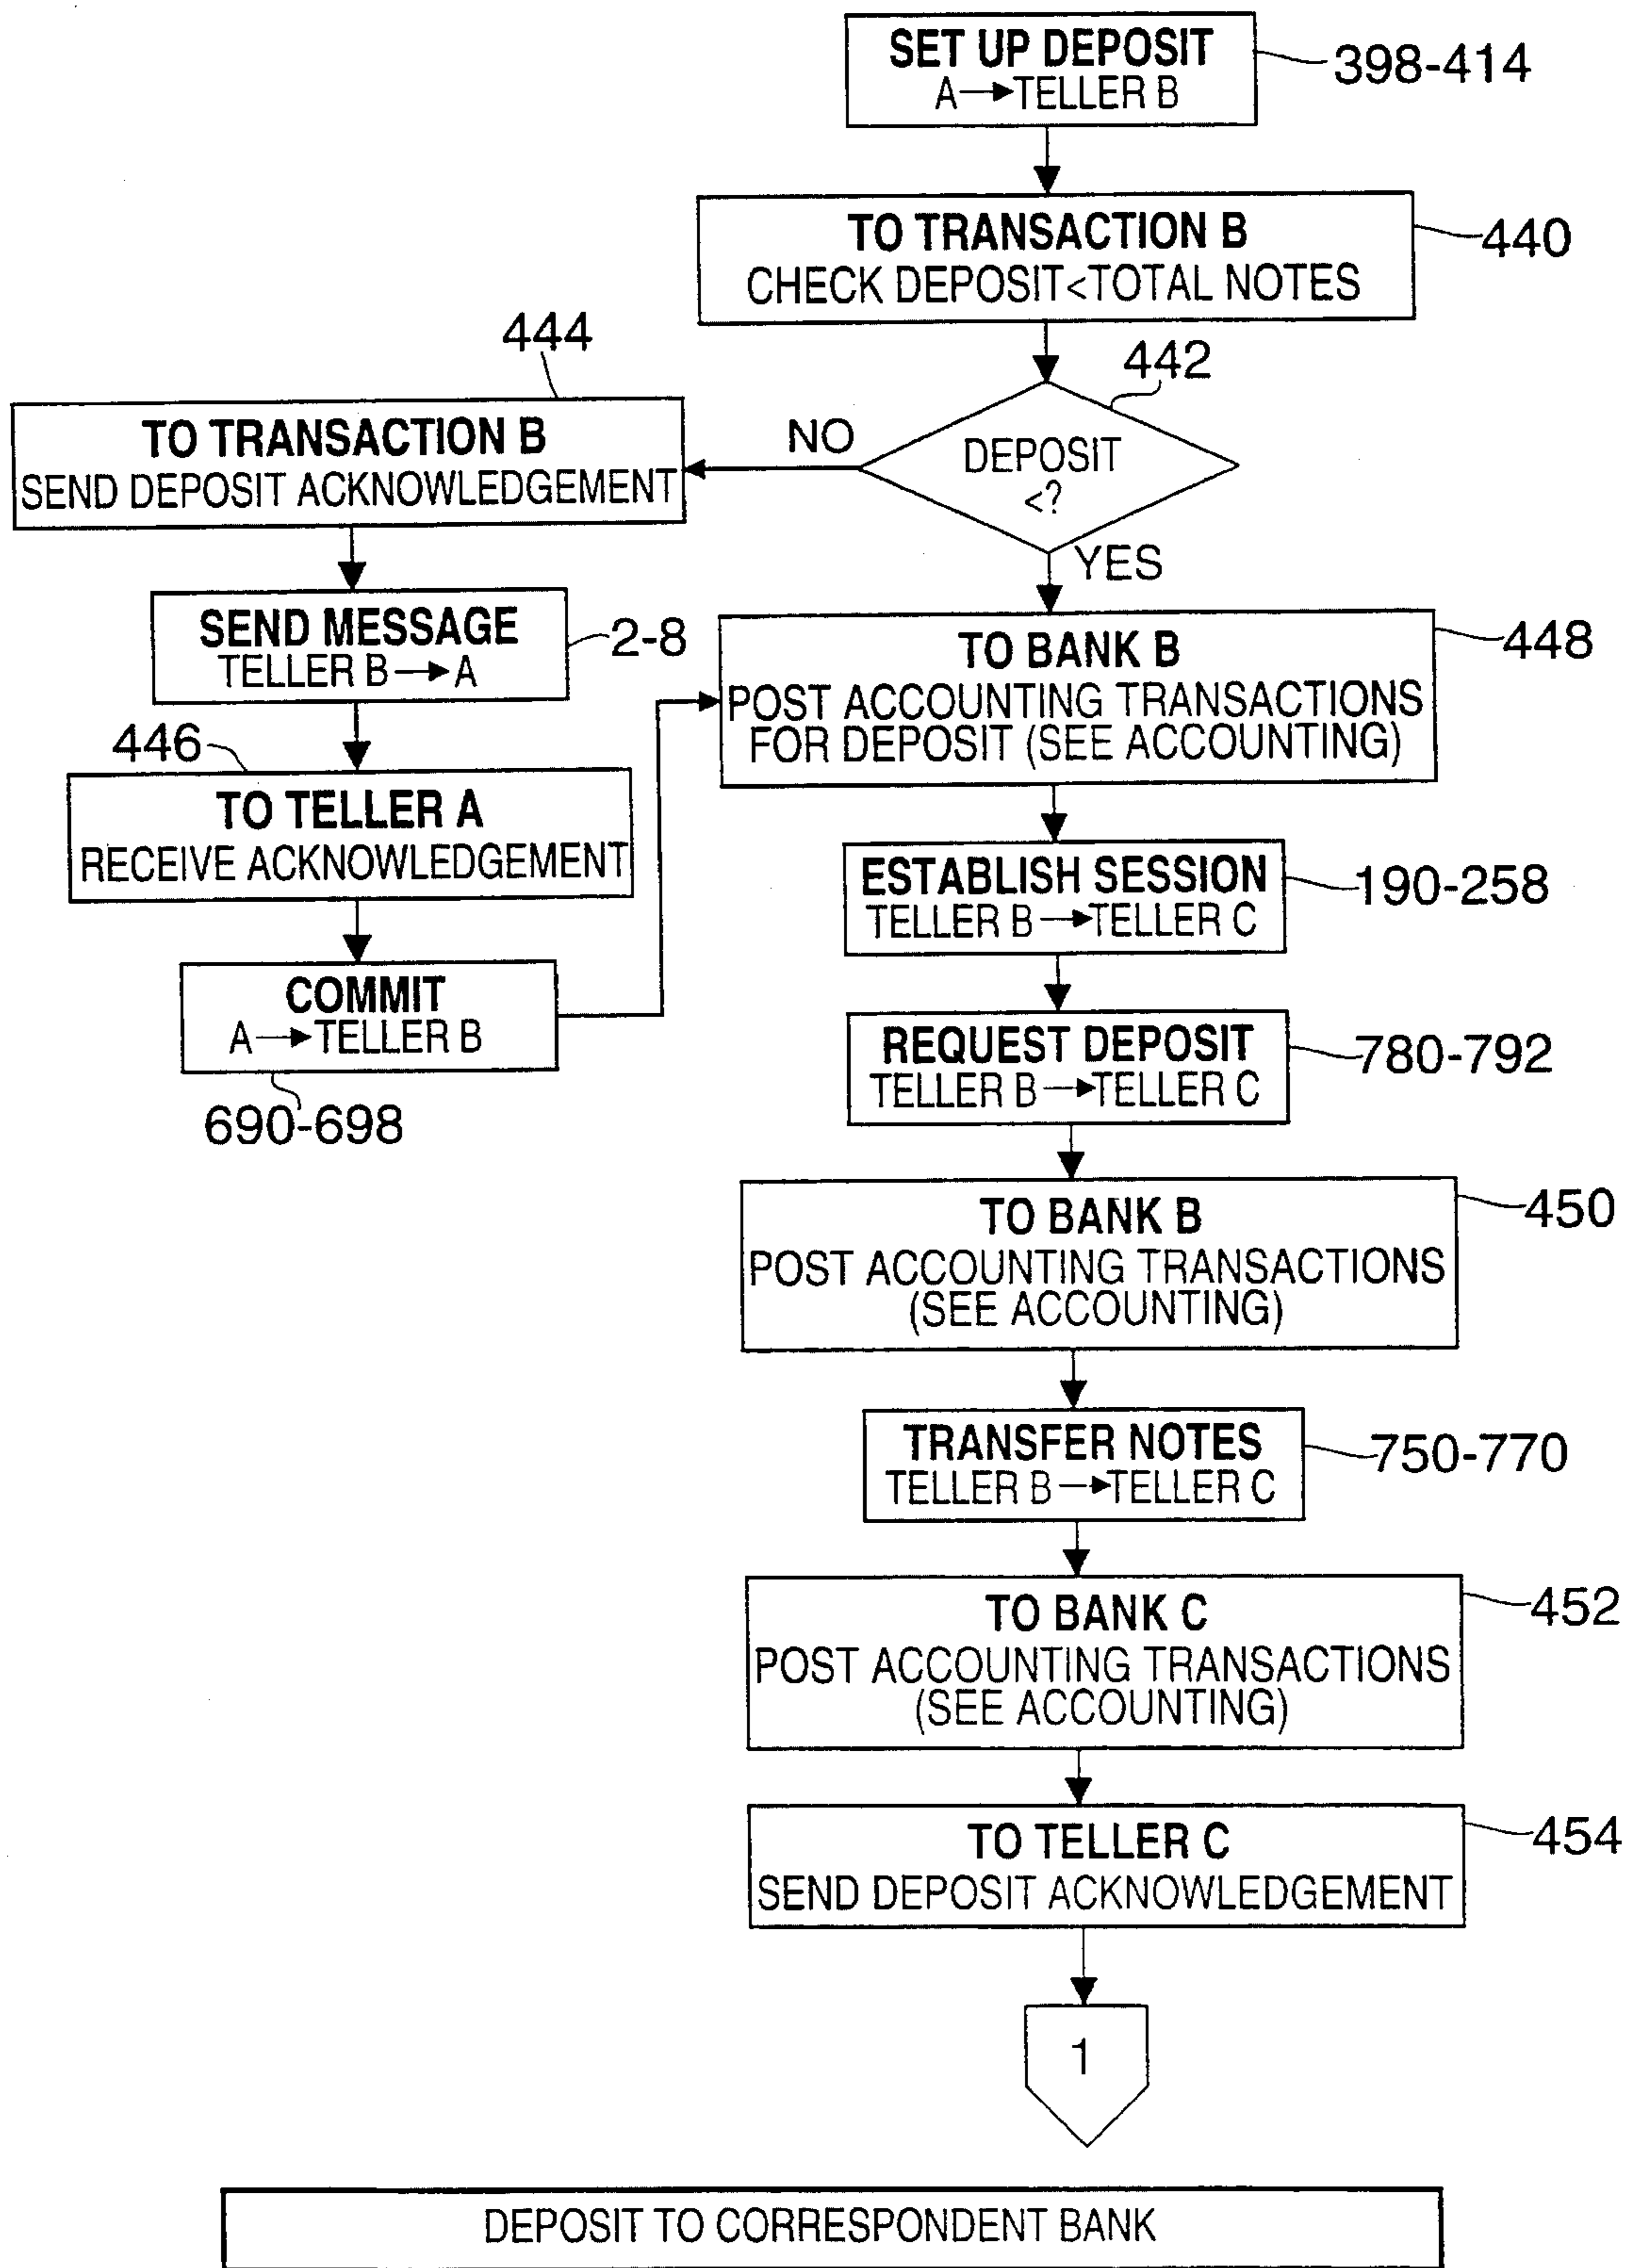 SET UP DEPOSIT
A→TELLER B
398-414
TO TRANSACTION B
CHECK DEPOSIT<TOTAL NOTES
440
442
DEPOSIT
<?
NO
YES
444
TO TRANSACTION B
SEND DEPOSIT ACKNOWLEDGEMENT
SEND MESSAGE
TELLER B→A
2-8
446
TO TELLER A
RECEIVE ACKNOWLEDGEMENT
COMMIT
A→TELLER B
690-698
TO BANK B
POST ACCOUNTING TRANSACTIONS
FOR DEPOSIT (SEE ACCOUNTING)
448
ESTABLISH SESSION
TELLER B→TELLER C
190-258
REQUEST DEPOSIT
TELLER B→TELLER C
780-792
TO BANK B
POST ACCOUNTING TRANSACTIONS
(SEE ACCOUNTING)
450
TRANSFER NOTES
TELLER B→TELLER C
750-770
TO BANK C
POST ACCOUNTING TRANSACTIONS
(SEE ACCOUNTING)
452
TO TELLER C
SEND DEPOSIT ACKNOWLEDGEMENT
454
1
DEPOSIT TO CORRESPONDENT BANK